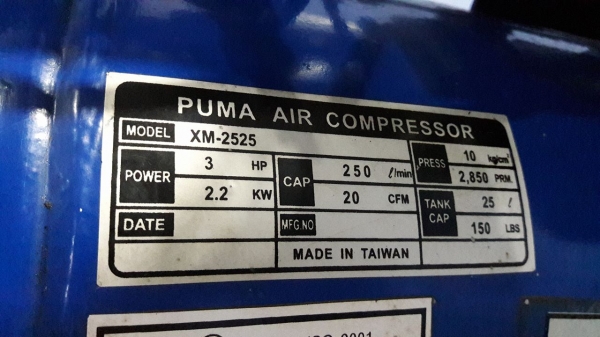 PUMA AIR COMPRESSOR
MODEL XM-2525
POWER 3 HP CAP 250 ℓ/min PRESS 10 kg/cm²
2.2 KW 20 CFM 2,850 PRM.
DATE MFG.NO TANK CAP 25 ℓ
150 LBS
MADE IN TAIWAN
9001